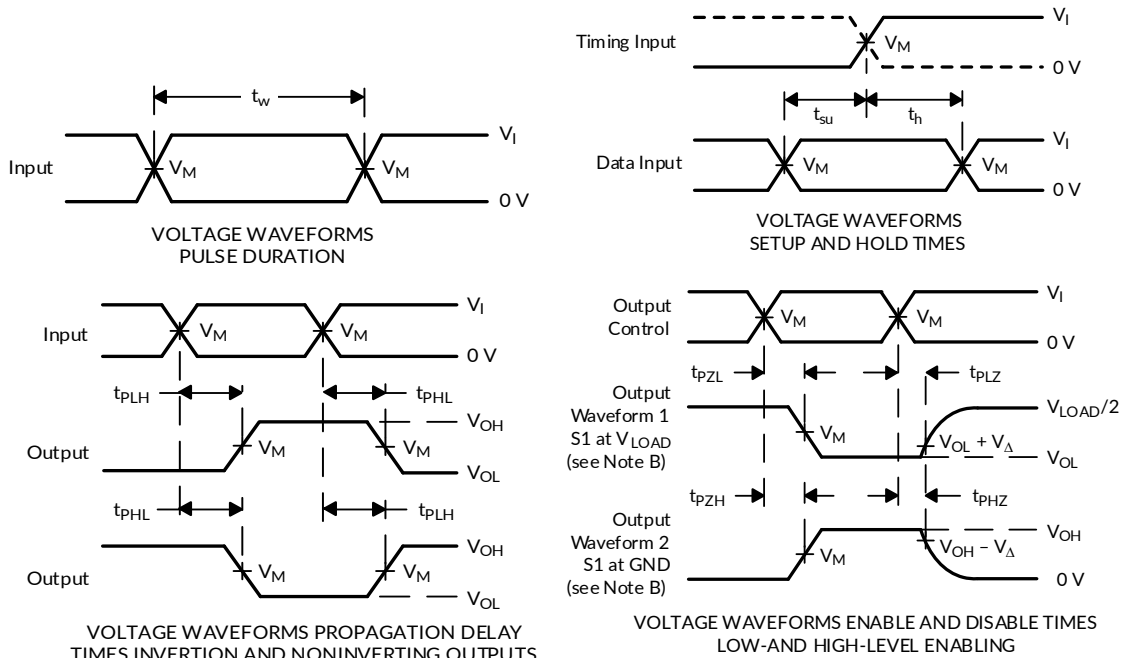 t_w
Input
V_I
V_M
V_M
0 V
VOLTAGE WAVEFORMS
PULSE DURATION
Timing Input
V_I
V_M
0 V
t_su
t_h
Data Input
V_I
V_M
V_M
0 V
VOLTAGE WAVEFORMS
SETUP AND HOLD TIMES
Input
V_I
V_M
V_M
0 V
t_PLH
t_PHL
Output
V_OH
V_M
V_M
V_OL
t_PHL
t_PLH
Output
V_OH
V_M
V_M
V_OL
VOLTAGE WAVEFORMS PROPAGATION DELAY
TIMES INVERTION AND NONINVERTING OUTPUTS
Output
Control
V_I
V_M
V_M
0 V
t_PZL
t_PLZ
Output
Waveform 1
S1 at V_LOAD
(see Note B)
V_LOAD/2
V_M
V_OL + V_Δ
V_OL
t_PZH
t_PHZ
Output
Waveform 2
S1 at GND
(see Note B)
V_OH
V_M
V_OH – V_Δ
0 V
VOLTAGE WAVEFORMS ENABLE AND DISABLE TIMES
LOW-AND HIGH-LEVEL ENABLING